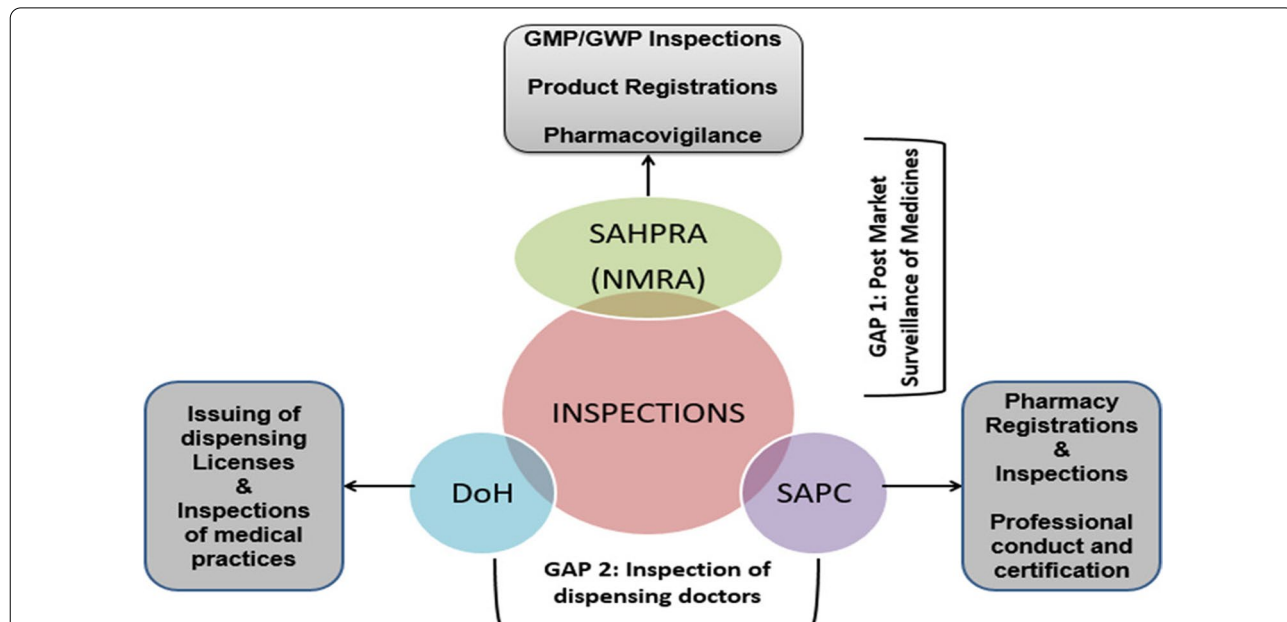 GMP/GWP Inspections
Product Registrations
Pharmacovigilance
SAHPRA
(NMRA)
GAP 1: Post Market
Surveillance of Medicines
INSPECTIONS
Issuing of
dispensing
Licenses
&
Inspections
of medical
practices
DoH
SAPC
Pharmacy
Registrations
&
Inspections
Professional
conduct and
certification
GAP 2: Inspection of
dispensing doctors